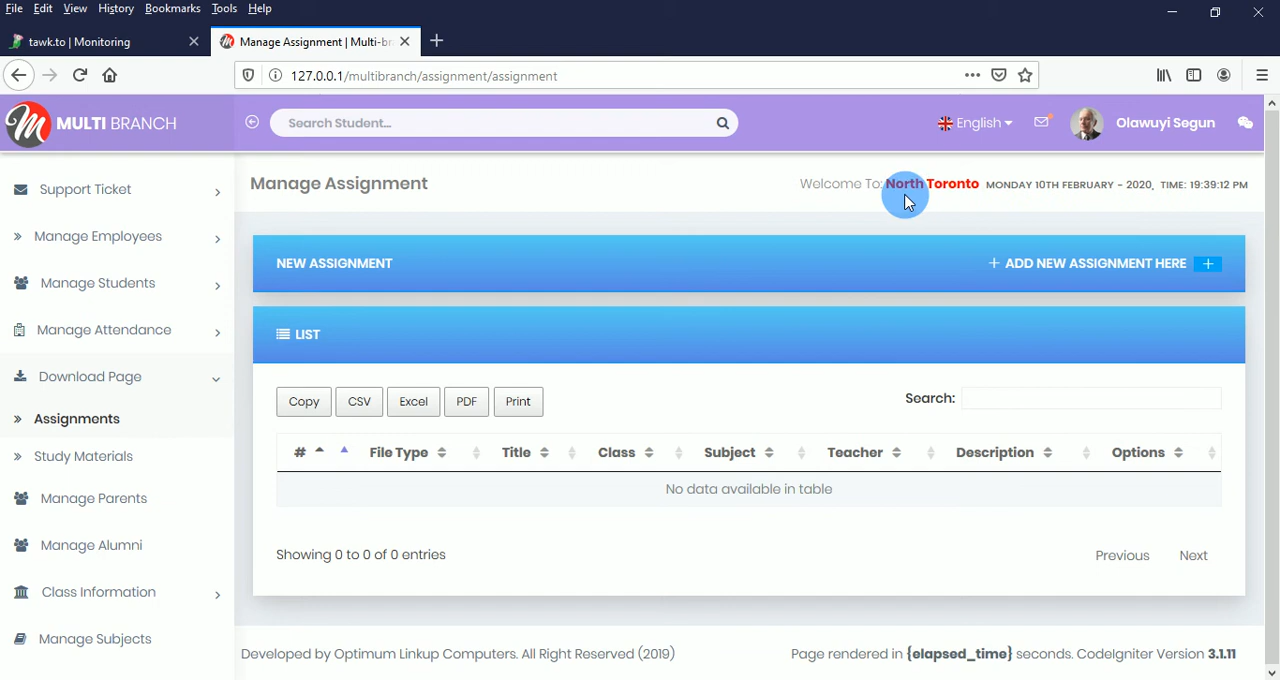 File Edit View History Bookmarks Tools Help
tawk.to | Monitoring
Manage Assignment | Multi-br
127.0.0.1/multibranch/assignment/assignment
MULTI BRANCH
Search Student...
English
Olawuyi Segun
Manage Assignment
Welcome To: North Toronto MONDAY 10TH FEBRUARY - 2020, TIME: 19:39:12 PM
Support Ticket
Manage Employees
Manage Students
Manage Attendance
Download Page
Assignments
Study Materials
Manage Parents
Manage Alumni
Class Information
Manage Subjects
NEW ASSIGNMENT
+ ADD NEW ASSIGNMENT HERE +
LIST
Copy CSV Excel PDF Print
Search:
# File Type Title Class Subject Teacher Description Options
No data available in table
Showing 0 to 0 of 0 entries
Previous Next
Developed by Optimum Linkup Computers. All Right Reserved (2019)
Page rendered in {elapsed_time} seconds. CodeIgniter Version 3.1.11